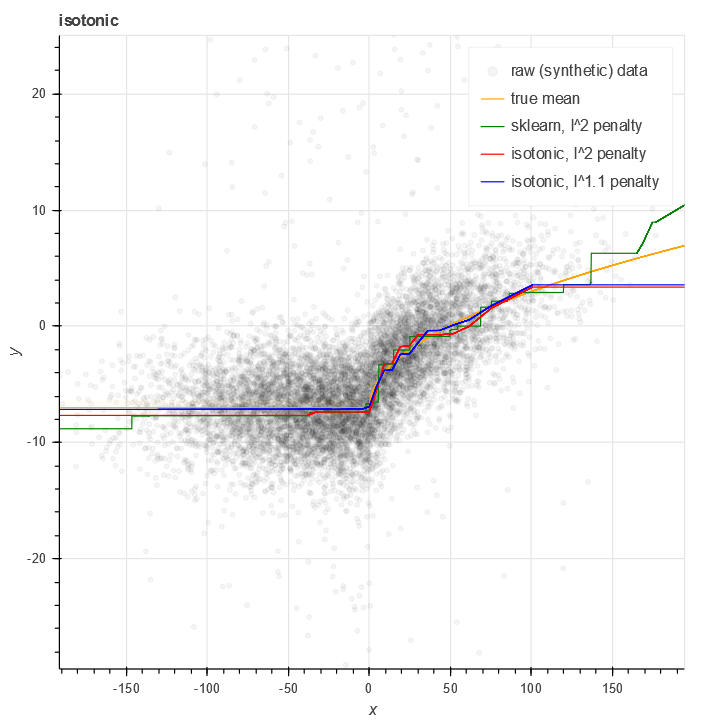 isotonic
raw (synthetic) data
true mean
sklearn, l^2 penalty
isotonic, l^2 penalty
isotonic, l^1.1 penalty
20
10
0
-10
-20
y
-150 -100 -50 0 50 100 150
x